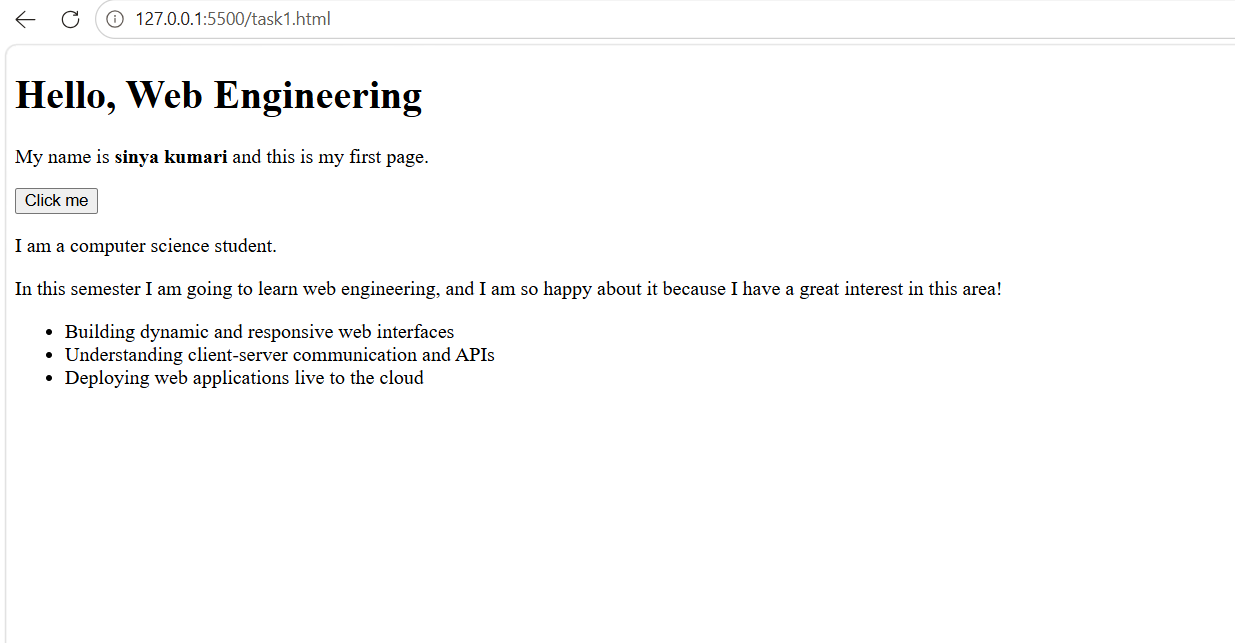 127.0.0.1:5500/task1.html
Hello, Web Engineering
My name is sinya kumari and this is my first page.
Click me
I am a computer science student.
In this semester I am going to learn web engineering, and I am so happy about it because I have a great interest in this area!
• Building dynamic and responsive web interfaces
• Understanding client-server communication and APIs
• Deploying web applications live to the cloud